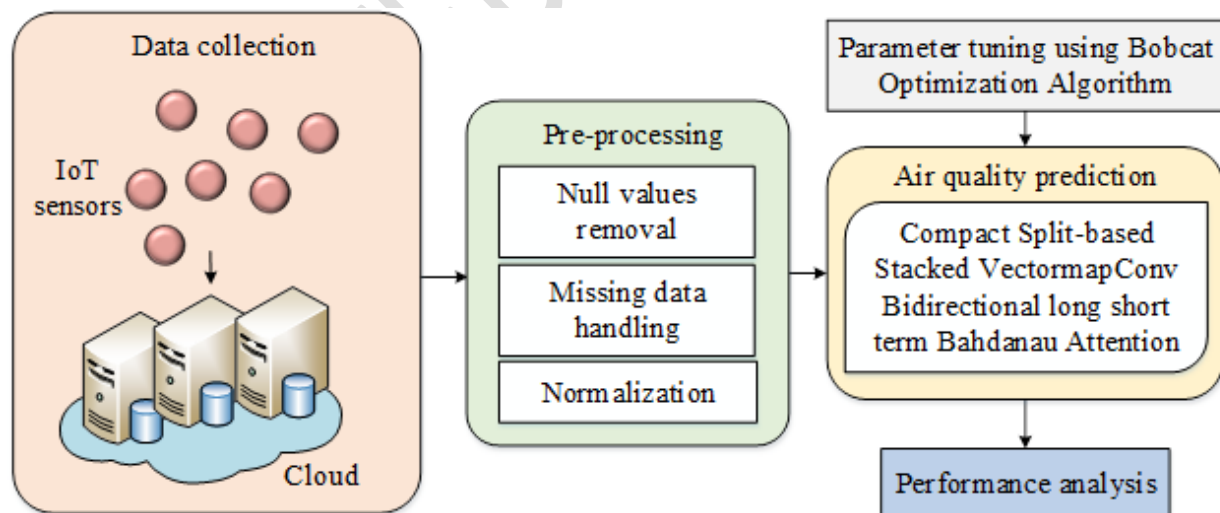 Data collection
IoT
sensors
Cloud
Pre-processing
Null values
removal
Missing data
handling
Normalization
Parameter tuning using Bobcat
Optimization Algorithm
Air quality prediction
Compact Split-based
Stacked VectormapConv
Bidirectional long short
term Bahdanau Attention
Performance analysis